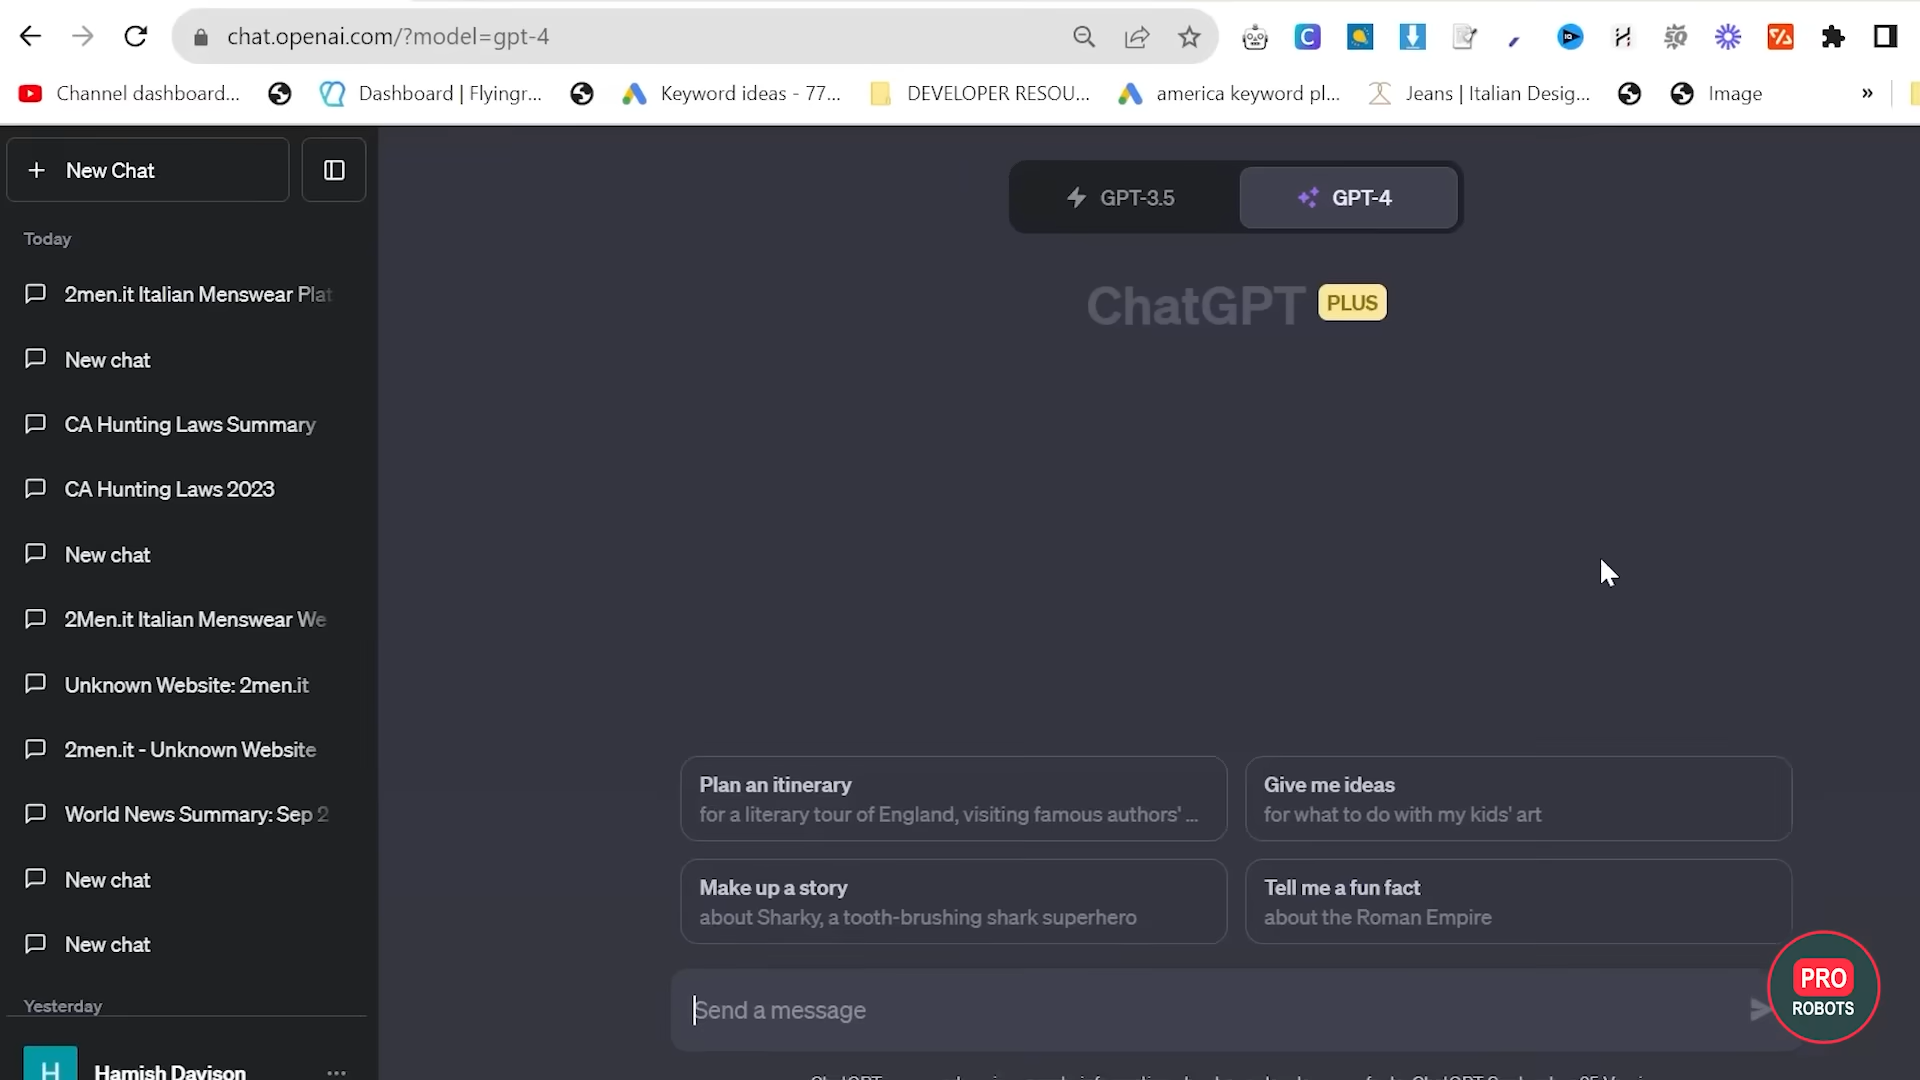 chat.openai.com/?model=gpt-4
Channel dashboard...
Dashboard | Flyingr...
Keyword ideas - 77...
DEVELOPER RESOU...
america keyword pl...
Jeans | Italian Desig...
Image
New Chat
Today
2men.it Italian Menswear Plat
New chat
CA Hunting Laws Summary
CA Hunting Laws 2023
New chat
2Men.it Italian Menswear We
Unknown Website: 2men.it
2men.it - Unknown Website
World News Summary: Sep 2
New chat
New chat
Yesterday
H
Hamish Davison
GPT-3.5
GPT-4
ChatGPT PLUS
Plan an itinerary
for a literary tour of England, visiting famous authors' ...
Give me ideas
for what to do with my kids' art
Make up a story
about Sharky, a tooth-brushing shark superhero
Tell me a fun fact
about the Roman Empire
Send a message
PRO
ROBOTS